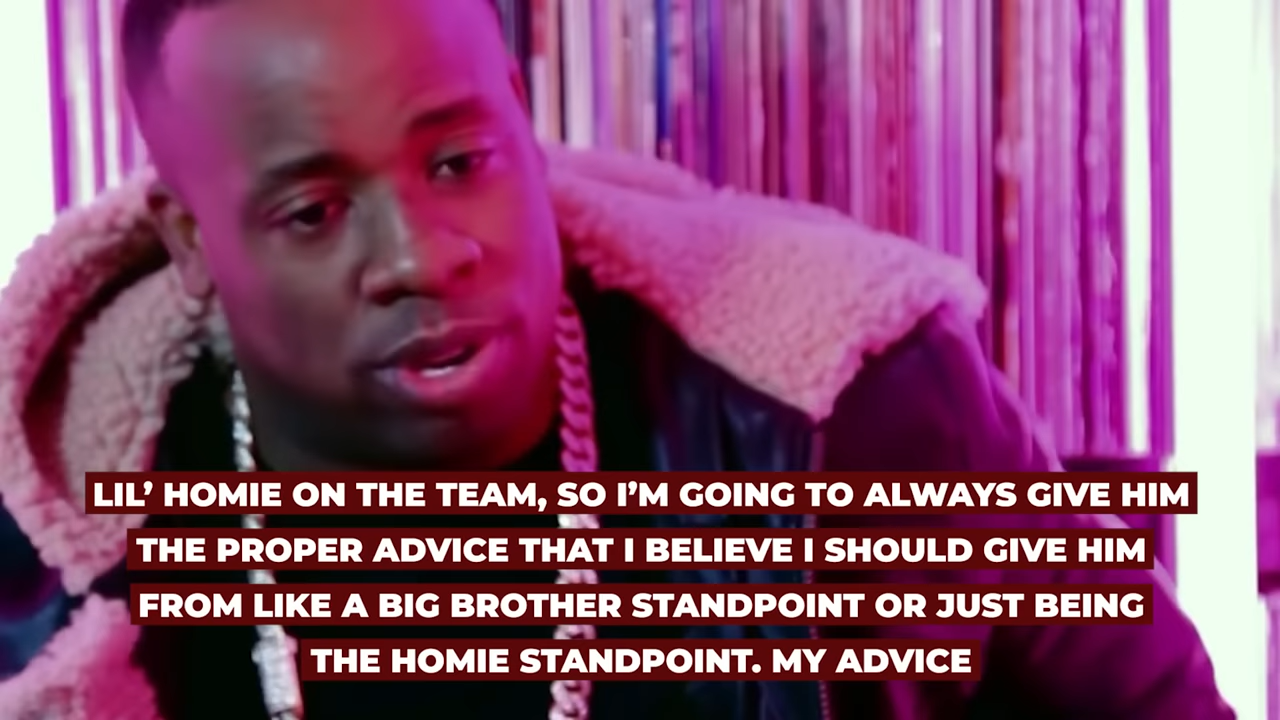 LIL’ HOMIE ON THE TEAM, SO I’M GOING TO ALWAYS GIVE HIM
THE PROPER ADVICE THAT I BELIEVE I SHOULD GIVE HIM
FROM LIKE A BIG BROTHER STANDPOINT OR JUST BEING
THE HOMIE STANDPOINT. MY ADVICE